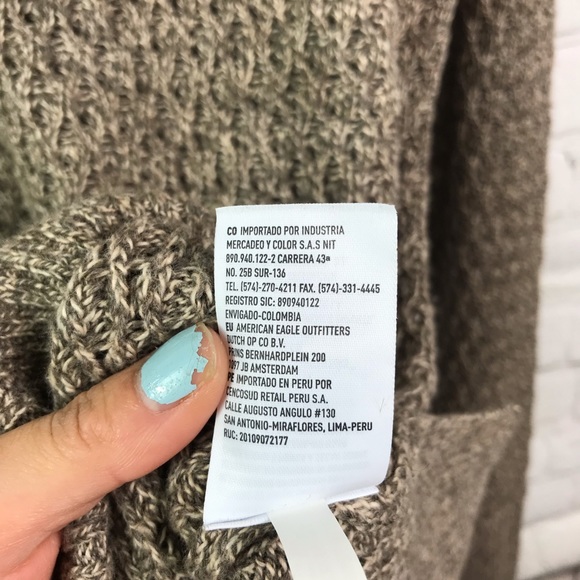 CO IMPORTADO POR INDUSTRIA
MERCADEO Y COLOR S.A.S NIT
890.940.122-2 CARRERA 43ª
NO. 25B SUR-136
TEL. (574)-270-4211 FAX. (574)-331-4445
REGISTRO SIC: 890940122
ENVIGADO-COLOMBIA
EU AMERICAN EAGLE OUTFITTERS
DUTCH OP CO B.V.
PRINS BERNHARDPLEIN 200
1097 JB AMSTERDAM
PE IMPORTADO EN PERU POR
CENCOSUD RETAIL PERU S.A.
CALLE AUGUSTO ANGULO #130
SAN ANTONIO-MIRAFLORES, LIMA-PERU
RUC: 20109072177